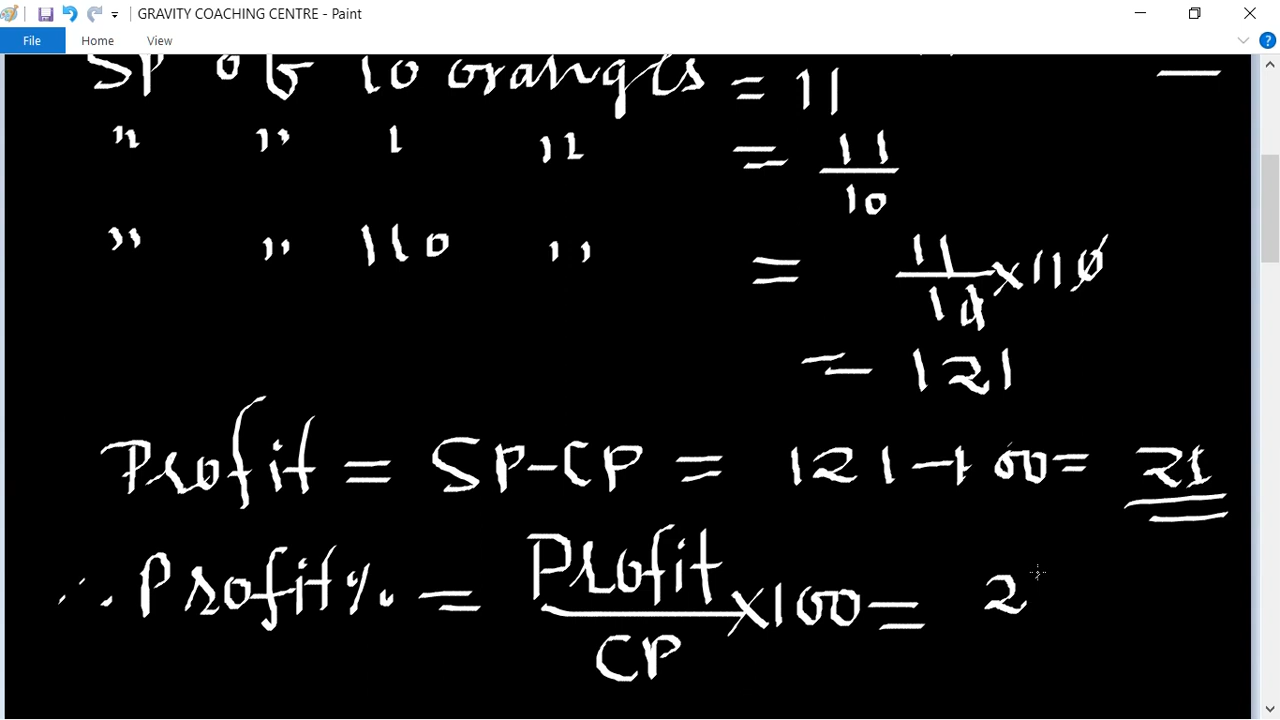 GRAVITY COACHING CENTRE - Paint
File Home View
SP of 10 oranges = 11
" " 1 " = 11/10
" " 110 " = 11/10 × 110
= 121
Profit = SP-CP = 121-100 = 21
∴ Profit% = Profit/CP ×100 = 2